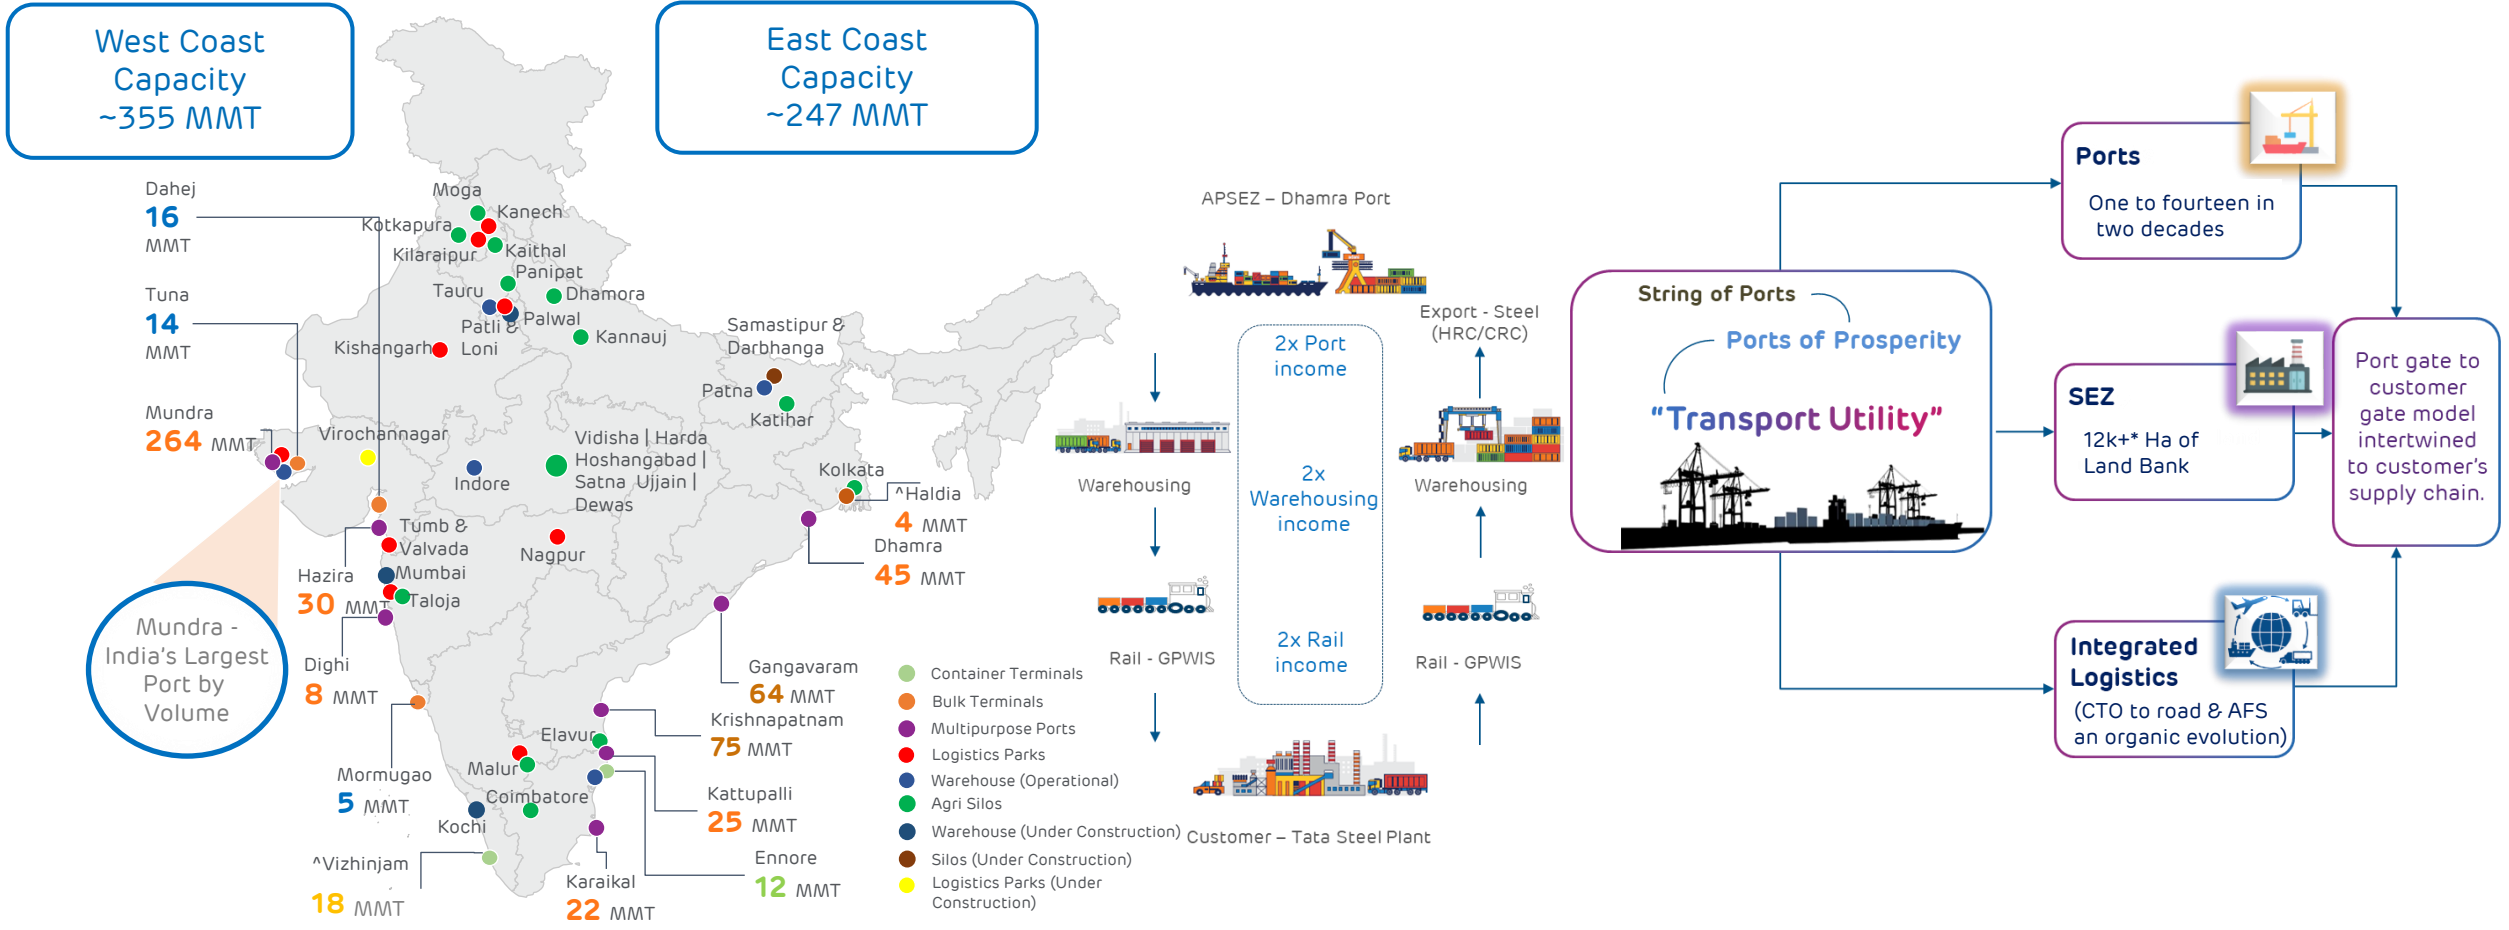 West Coast
Capacity
~355 MMT
East Coast
Capacity
~247 MMT
Dahej
16
MMT
Tuna
14
MMT
Mundra
264 MMT
Mundra -
India's Largest
Port by
Volume
Moga
Kanech
Kotkapura
Kilaraipur
Kaithal
Panipat
Tauru
Dhamora
Patli &
Loni
Palwal
Kannauj
Kishangarh
Samastipur &
Darbhanga
Patna
Katihar
Virochannagar
Indore
Vidisha | Harda
Hoshangabad |
Satna Ujjain |
Dewas
Kolkata
^Haldia
4 MMT
Dhamra
45 MMT
Tumb &
Valvada
Nagpur
Mumbai
Taloja
Hazira
30 MMT
Dighi
8 MMT
Mormugao
5 MMT
Gangavaram
64 MMT
Krishnapatnam
75 MMT
Elavur
Malur
Coimbatore
Kochi
Kattupalli
25 MMT
Ennore
12 MMT
^Vizhinjam
18 MMT
Karaikal
22 MMT
Container Terminals
Bulk Terminals
Multipurpose Ports
Logistics Parks
Warehouse (Operational)
Agri Silos
Warehouse (Under Construction)
Silos (Under Construction)
Logistics Parks (Under
Construction)
APSEZ – Dhamra Port
Export - Steel
(HRC/CRC)
2x Port
income
2x
Warehousing
income
2x Rail
income
Warehousing
Warehousing
Rail - GPWIS
Rail - GPWIS
Customer – Tata Steel Plant
String of Ports
Ports of Prosperity
"Transport Utility"
Ports
One to fourteen in
two decades
SEZ
12k+* Ha of
Land Bank
Integrated
Logistics
(CTO to road & AFS
an organic evolution)
Port gate to
customer
gate model
intertwined
to customer's
supply chain.